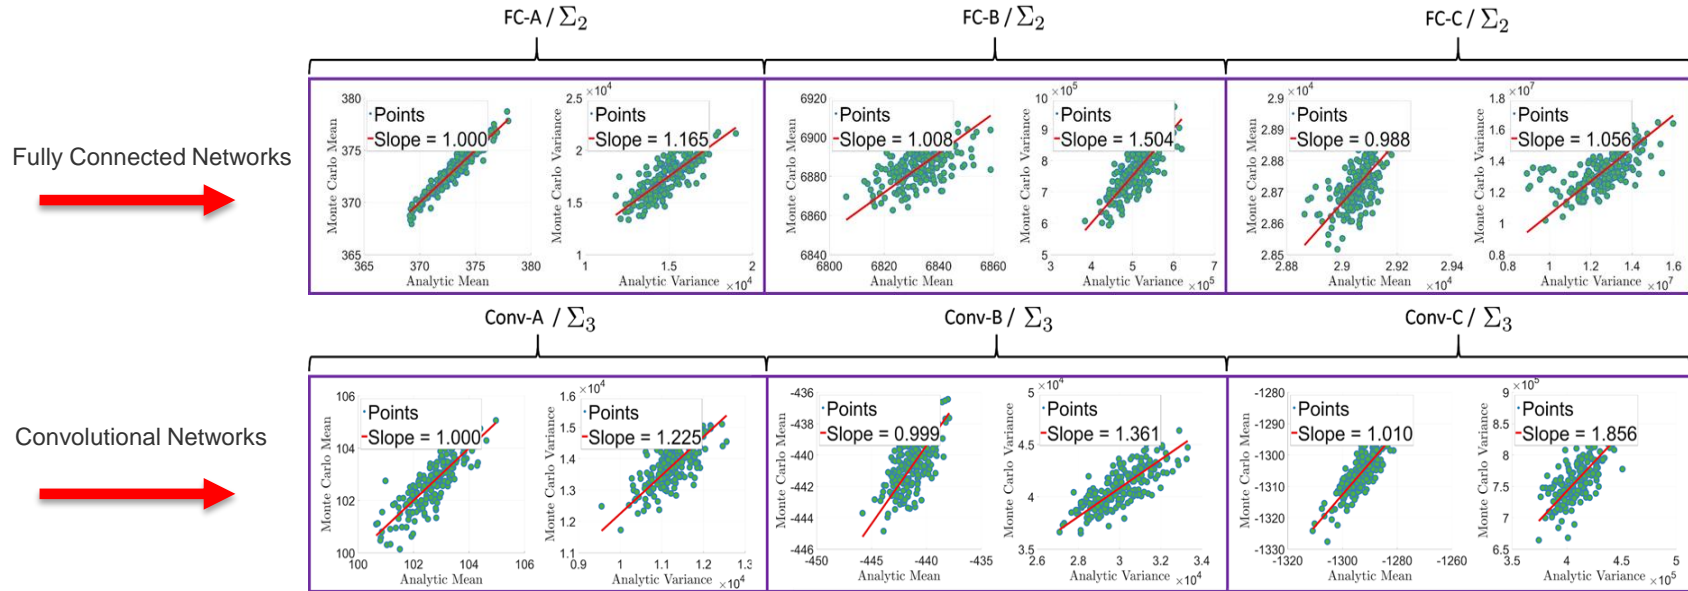 FC-A / Σ2
FC-B / Σ2
FC-C / Σ2
Fully Connected Networks
Monte Carlo Mean
380
375
370
365
Points
Slope = 1.000
365 370 375 380
Analytic Mean
×10^4
Monte Carlo Variance
2.5
2
1.5
1
Points
Slope = 1.165
1 1.5 2
Analytic Variance ×10^4
Monte Carlo Mean
6920
6900
6880
6860
6840
Points
Slope = 1.008
6800 6820 6840 6860
Analytic Mean
×10^5
Monte Carlo Variance
10
9
8
7
6
5
Points
Slope = 1.504
3 4 5 6 7
Analytic Variance ×10^5
×10^4
Monte Carlo Mean
2.9
2.89
2.88
2.87
2.86
2.85
Points
Slope = 0.988
2.88 2.9 2.92 2.94
Analytic Mean ×10^4
×10^7
Monte Carlo Variance
1.8
1.6
1.4
1.2
1
0.8
Points
Slope = 1.056
0.8 1 1.2 1.4 1.6
Analytic Variance ×10^7
Conv-A / Σ3
Conv-B / Σ3
Conv-C / Σ3
Convolutional Networks
Monte Carlo Mean
106
104
102
100
Points
Slope = 1.000
100 102 104 106
Analytic Mean
×10^4
Monte Carlo Variance
1.6
1.5
1.4
1.3
1.2
1.1
Points
Slope = 1.225
0.9 1 1.1 1.2 1.3
Analytic Variance ×10^4
Monte Carlo Mean
-436
-438
-440
-442
-444
-446
Points
Slope = 0.999
-450 -445 -440 -435
Analytic Mean
×10^4
Monte Carlo Variance
5
4.5
4
3.5
Points
Slope = 1.361
2.6 2.8 3 3.2 3.4
Analytic Variance ×10^4
Monte Carlo Mean
-1280
-1290
-1300
-1310
-1320
-1330
Points
Slope = 1.010
-1320 -1300 -1280 -1260
Analytic Mean
×10^5
Monte Carlo Variance
9
8.5
8
7.5
7
6.5
Points
Slope = 1.856
3.5 4 4.5 5
Analytic Variance ×10^5